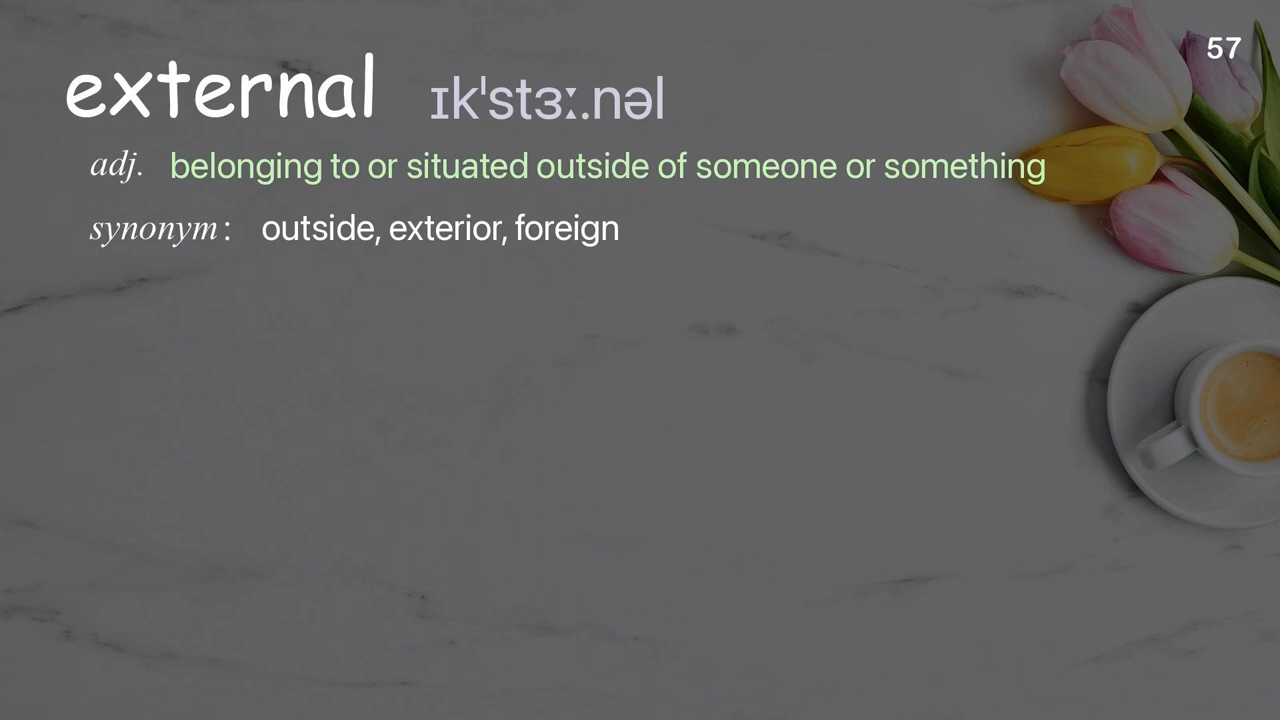 57
external ɪkˈstɜː.nəl
adj. belonging to or situated outside of someone or something
synonym: outside, exterior, foreign